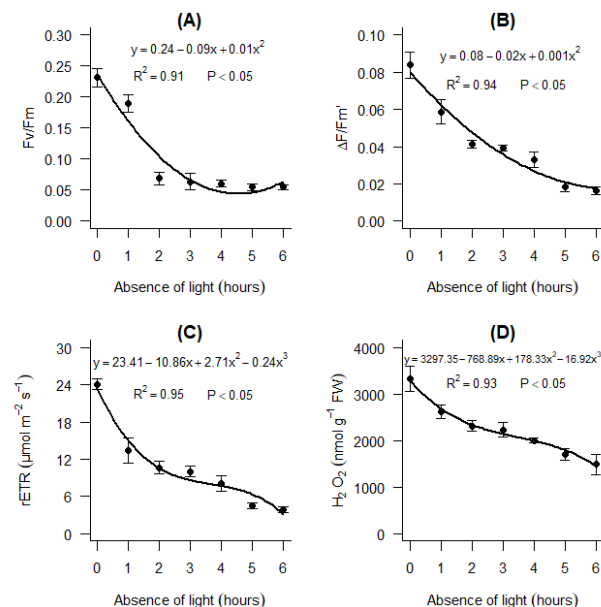 (A)
y = 0.24 – 0.09x + 0.01x²
R² = 0.91 P < 0.05
Fv/Fm
0.30
0.25
0.20
0.15
0.10
0.05
0.00
0 1 2 3 4 5 6
Absence of light (hours)
(B)
y = 0.08 – 0.02x + 0.001x²
R² = 0.94 P < 0.05
ΔF/Fm'
0.10
0.08
0.06
0.04
0.02
0.00
0 1 2 3 4 5 6
Absence of light (hours)
(C)
y = 23.41 – 10.86x + 2.71x² – 0.24x³
R² = 0.95 P < 0.05
rETR (µmol m⁻² s⁻¹)
30
24
18
12
6
0
0 1 2 3 4 5 6
Absence of light (hours)
(D)
y = 3297.35 – 768.89x + 178.33x² – 16.92x³
R² = 0.93 P < 0.05
H₂ O₂ (nmol g⁻¹ FW)
4000
3000
2000
1000
0
0 1 2 3 4 5 6
Absence of light (hours)